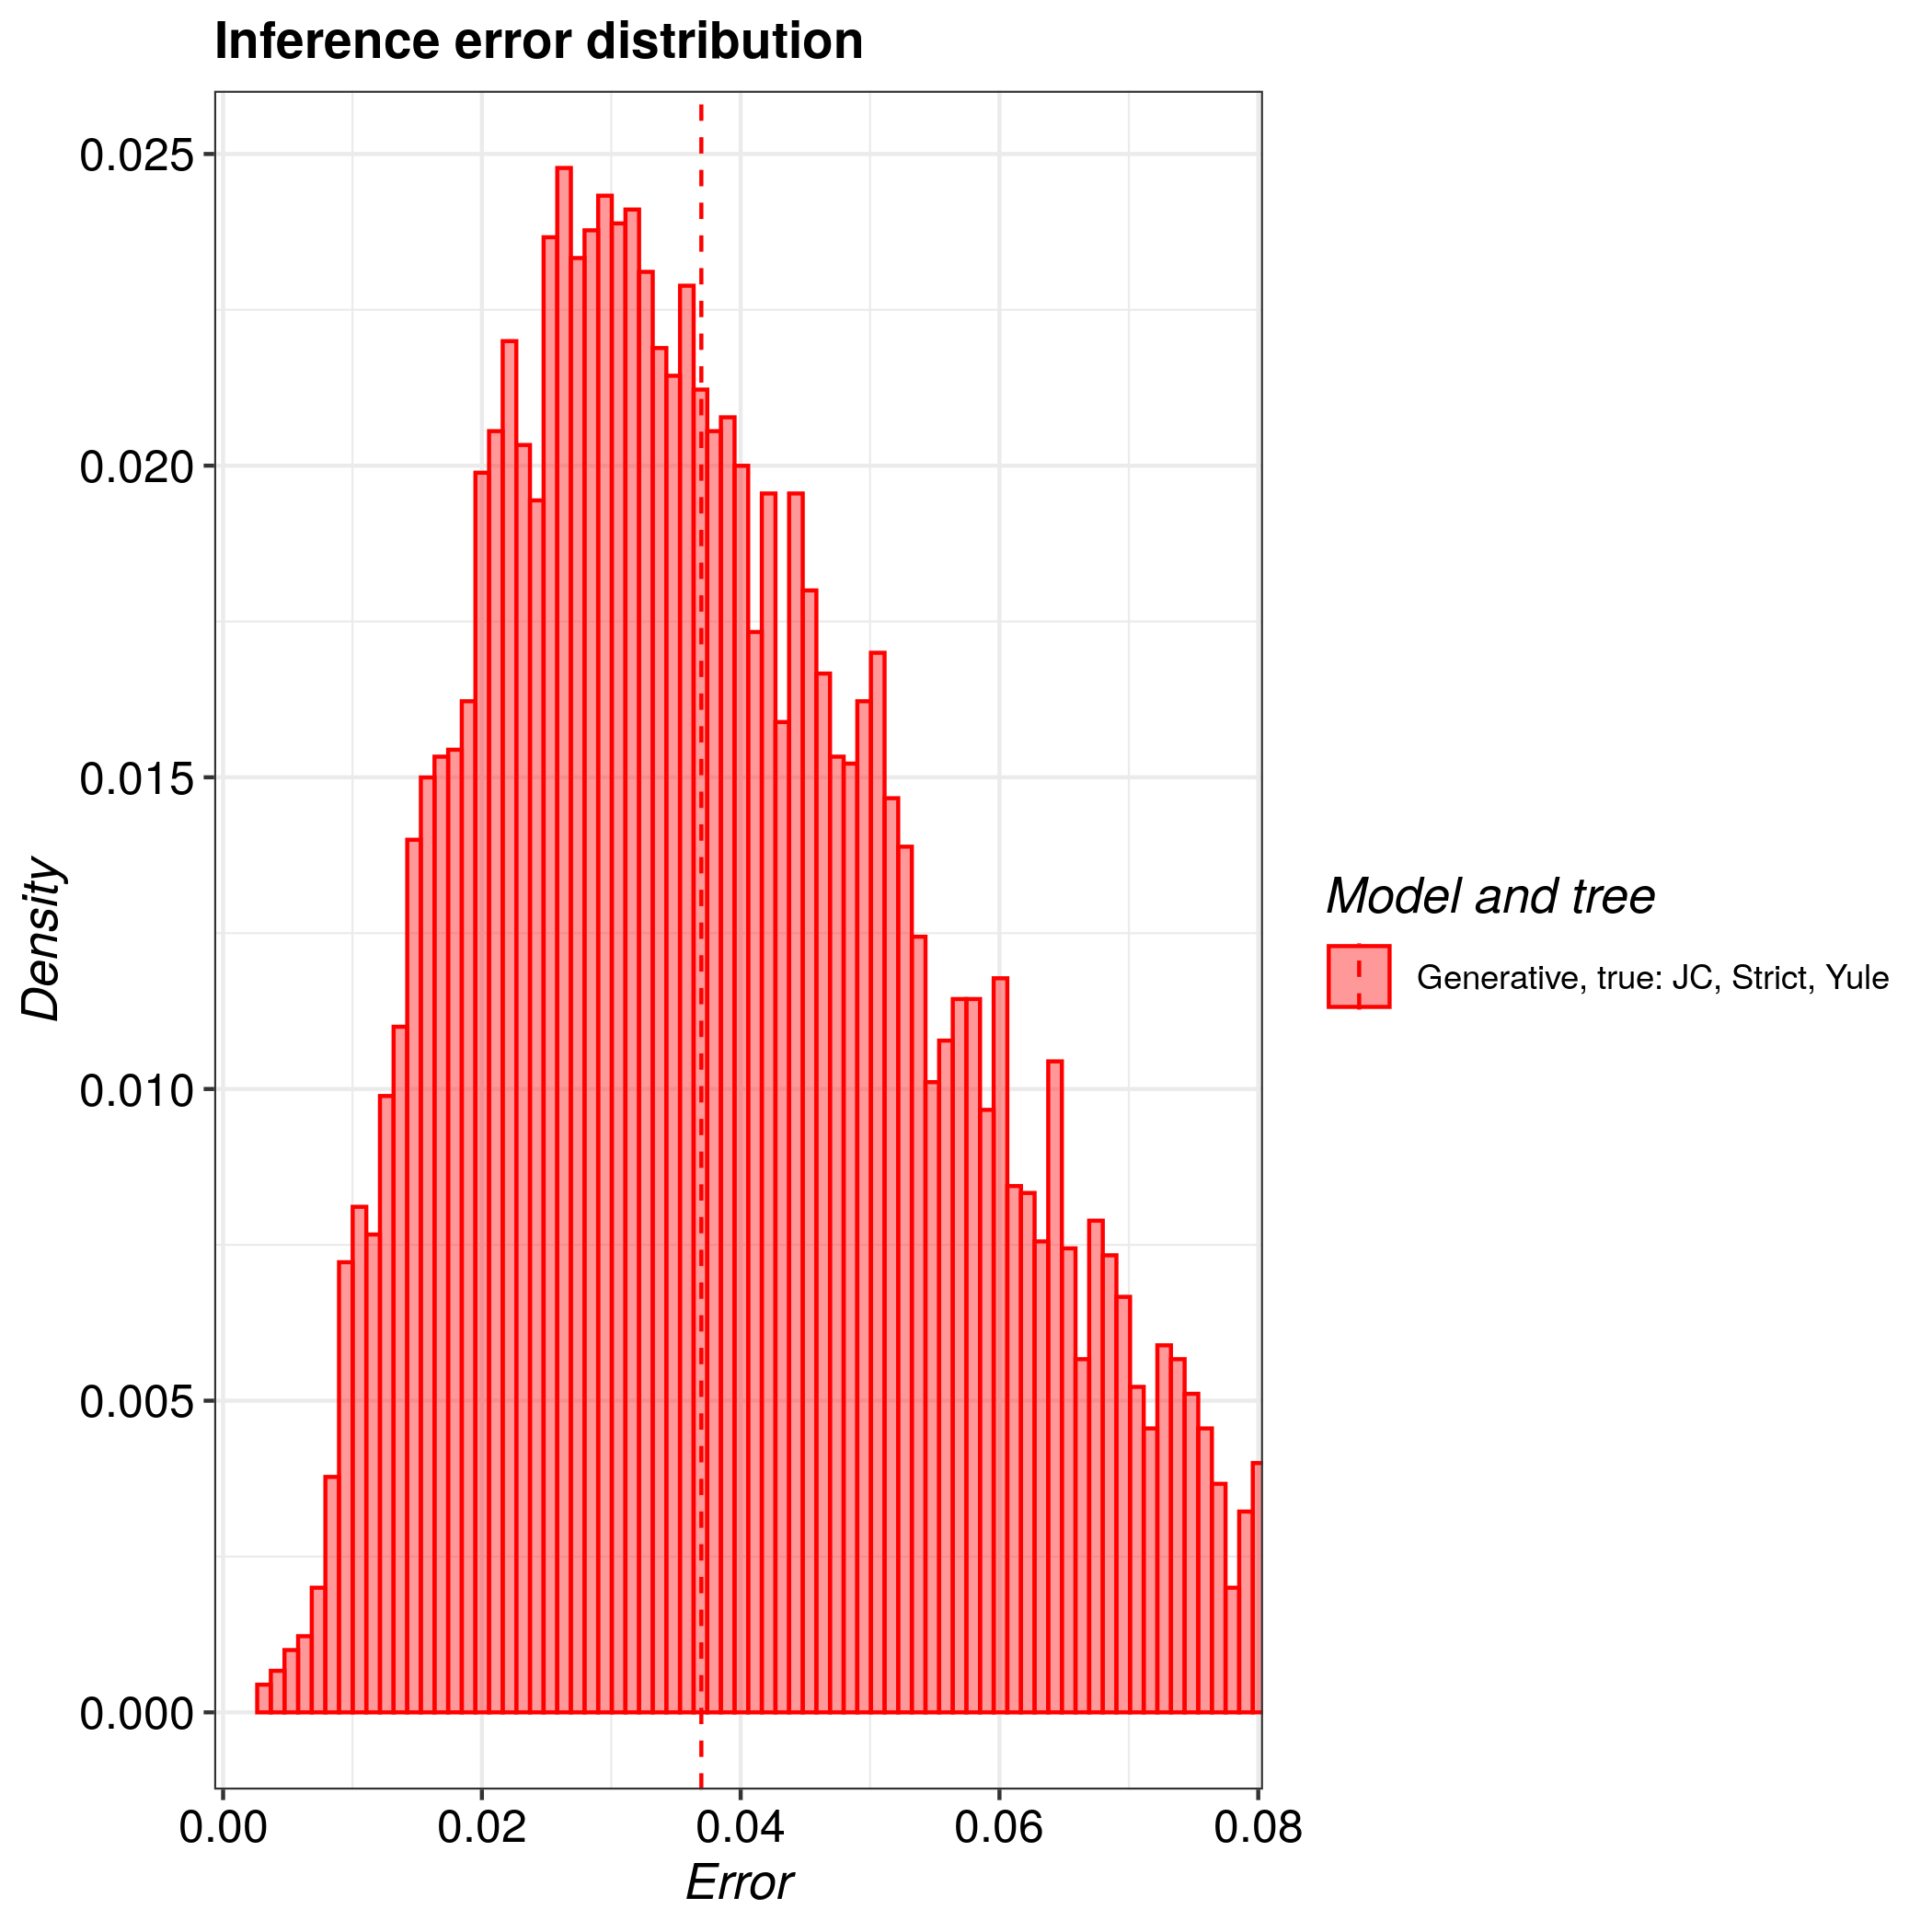 Inference error distribution
0.025
0.020
0.015
0.010
0.005
0.000
Density
0.00 0.02 0.04 0.06 0.08
Error
Model and tree
Generative, true: JC, Strict, Yule